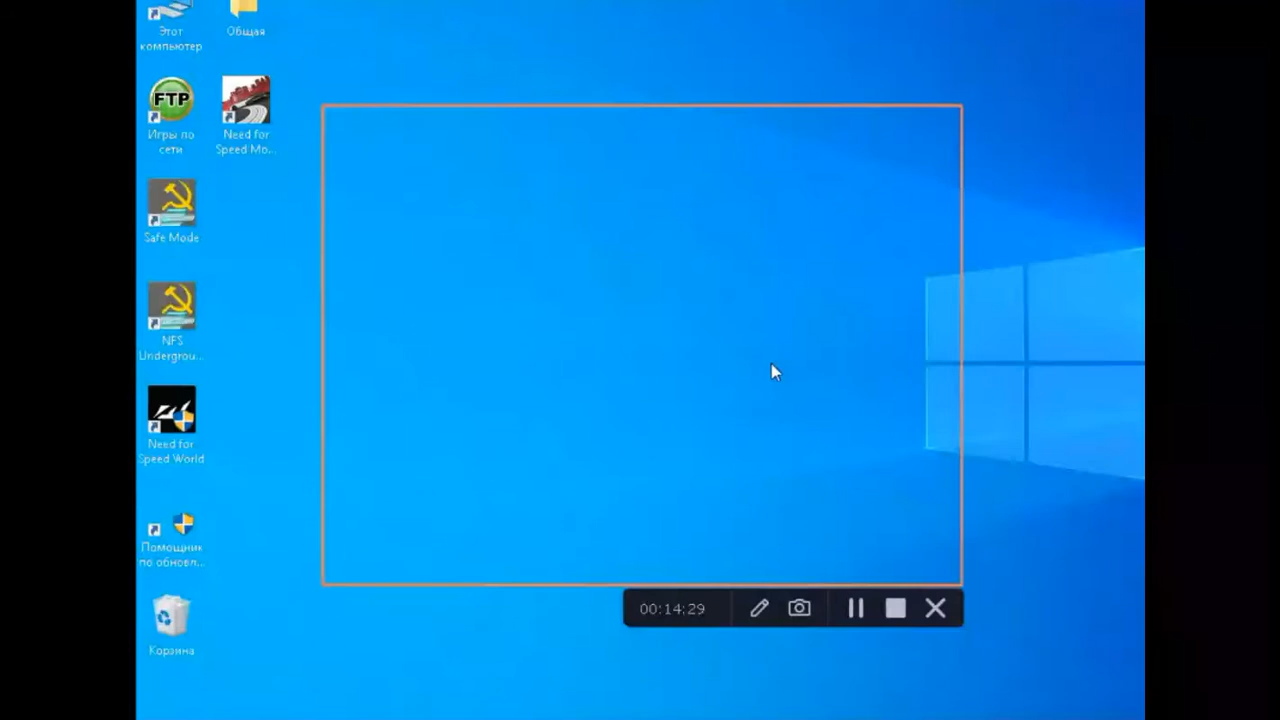 Этот
компьютер
Общая
FTP
Игры по
сети
Need for
Speed Mo...
Safe Mode
NFS
Undergrou...
Need for
Speed World
Помощник
по обновл...
Корзина
00:14:29